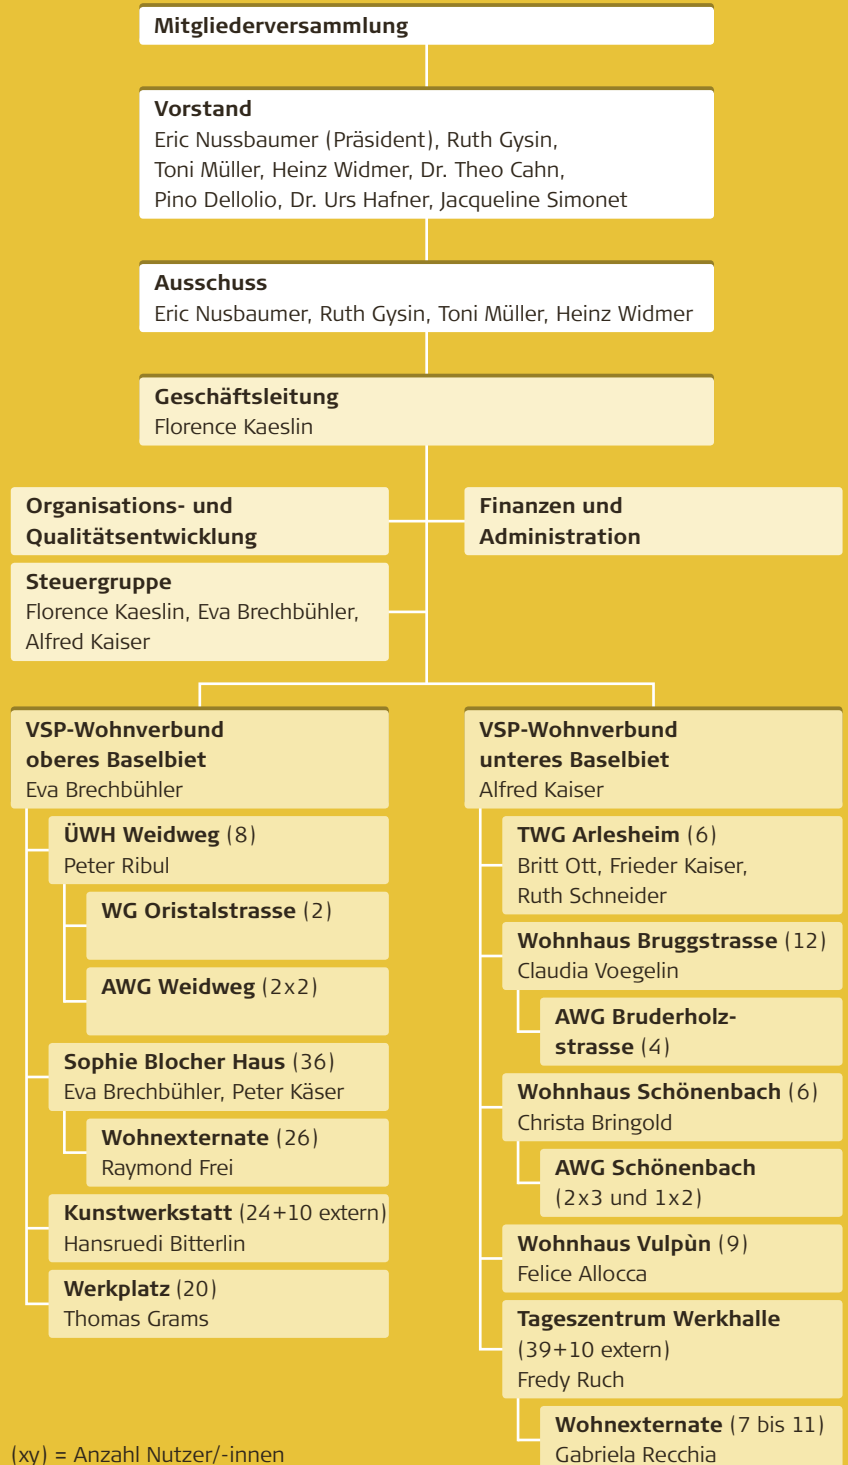 Mitgliederversammlung
Vorstand
Eric Nussbaumer (Präsident), Ruth Gysin,
Toni Müller, Heinz Widmer, Dr. Theo Cahn,
Pino Dellolio, Dr. Urs Hafner, Jacqueline Simonet
Ausschuss
Eric Nusbaumer, Ruth Gysin, Toni Müller, Heinz Widmer
Geschäftsleitung
Florence Kaeslin
Organisations- und
Qualitätsentwicklung
Finanzen und
Administration
Steuergruppe
Florence Kaeslin, Eva Brechbühler,
Alfred Kaiser
VSP-Wohnverbund
oberes Baselbiet
Eva Brechbühler
ÜWH Weidweg (8)
Peter Ribul
WG Oristalstrasse (2)
AWG Weidweg (2x2)
Sophie Blocher Haus (36)
Eva Brechbühler, Peter Käser
Wohnexternate (26)
Raymond Frei
Kunstwerkstatt (24+10 extern)
Hansruedi Bitterlin
Werkplatz (20)
Thomas Grams
VSP-Wohnverbund
unteres Baselbiet
Alfred Kaiser
TWG Arlesheim (6)
Britt Ott, Frieder Kaiser,
Ruth Schneider
Wohnhaus Bruggstrasse (12)
Claudia Voegelin
AWG Bruderholz-
strasse (4)
Wohnhaus Schönenbach (6)
Christa Bringold
AWG Schönenbach
(2x3 und 1x2)
Wohnhaus Vulpùn (9)
Felice Allocca
Tageszentrum Werkhalle
(39+10 extern)
Fredy Ruch
Wohnexternate (7 bis 11)
Gabriela Recchia
(xy) = Anzahl Nutzer/-innen